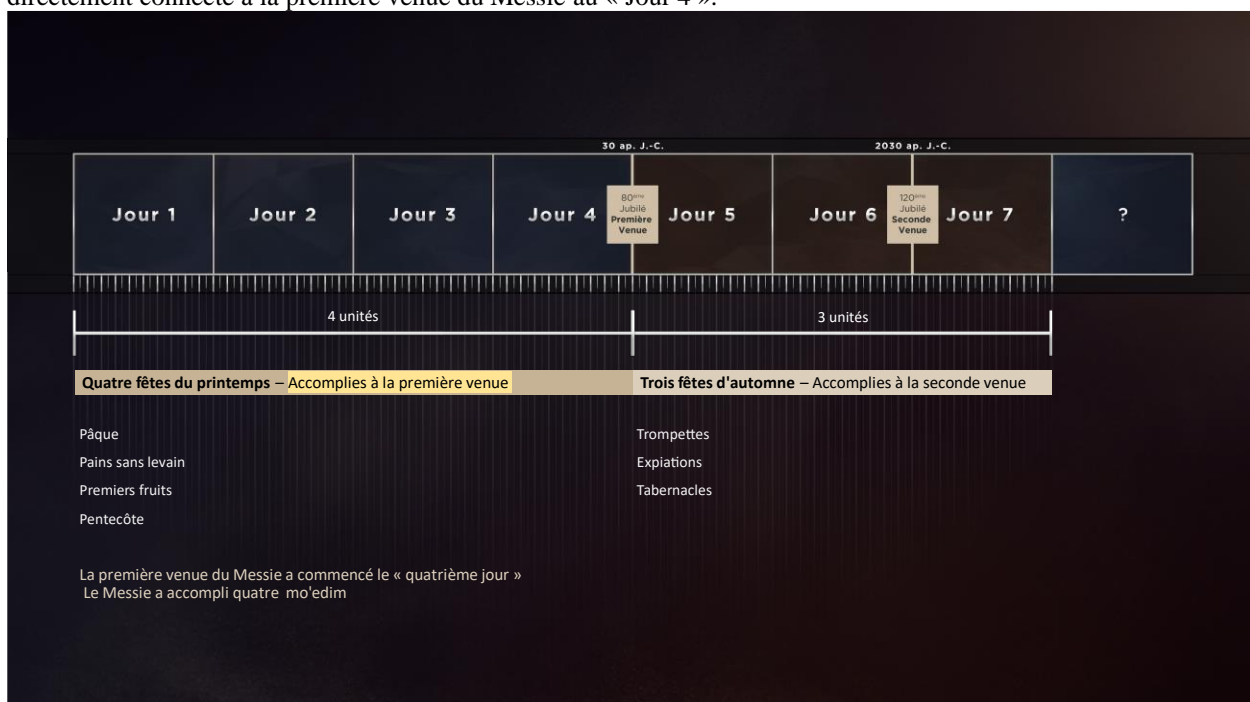 directement connecté à la première venue du Messie au « Jour 4 ».
30 ap. J.-C.
2030 ap. J.-C.
Jour 1
Jour 2
Jour 3
Jour 4
80ème
Jubilé
Première
Venue
Jour 5
Jour 6
120ème
Jubilé
Seconde
Venue
Jour 7
?
4 unités
3 unités
Quatre fêtes du printemps – Accomplies à la première venue
Trois fêtes d'automne – Accomplies à la seconde venue
Pâque
Pains sans levain
Premiers fruits
Pentecôte
Trompettes
Expiations
Tabernacles
La première venue du Messie a commencé le « quatrième jour »
Le Messie a accompli quatre mo'edim